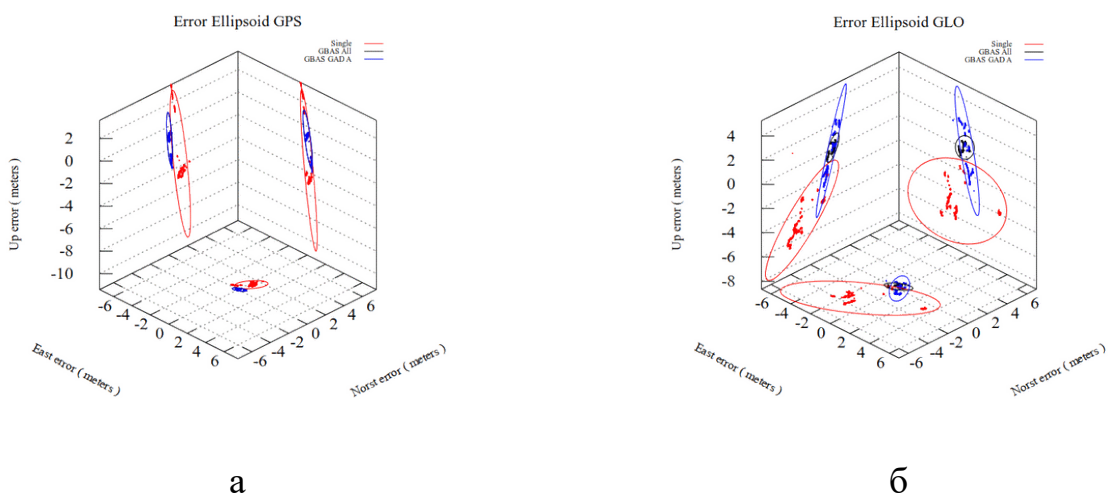 Error Ellipsoid GPS
Single
GBAS All
GBAS GAD A
2
0
-2
-4
-6
-8
-10
Up error ( meters )
-6
-4
-2
0
2
4
6
East error ( meters )
-6
-4
-2
0
2
4
6
Norst error ( meters )
а
Error Ellipsoid GLO
Single
GBAS All
GBAS GAD A
4
2
0
-2
-4
-6
-8
Up error ( meters )
-6
-4
-2
0
2
4
6
East error ( meters )
-6
-4
-2
0
2
4
6
Norst error ( meters )
б